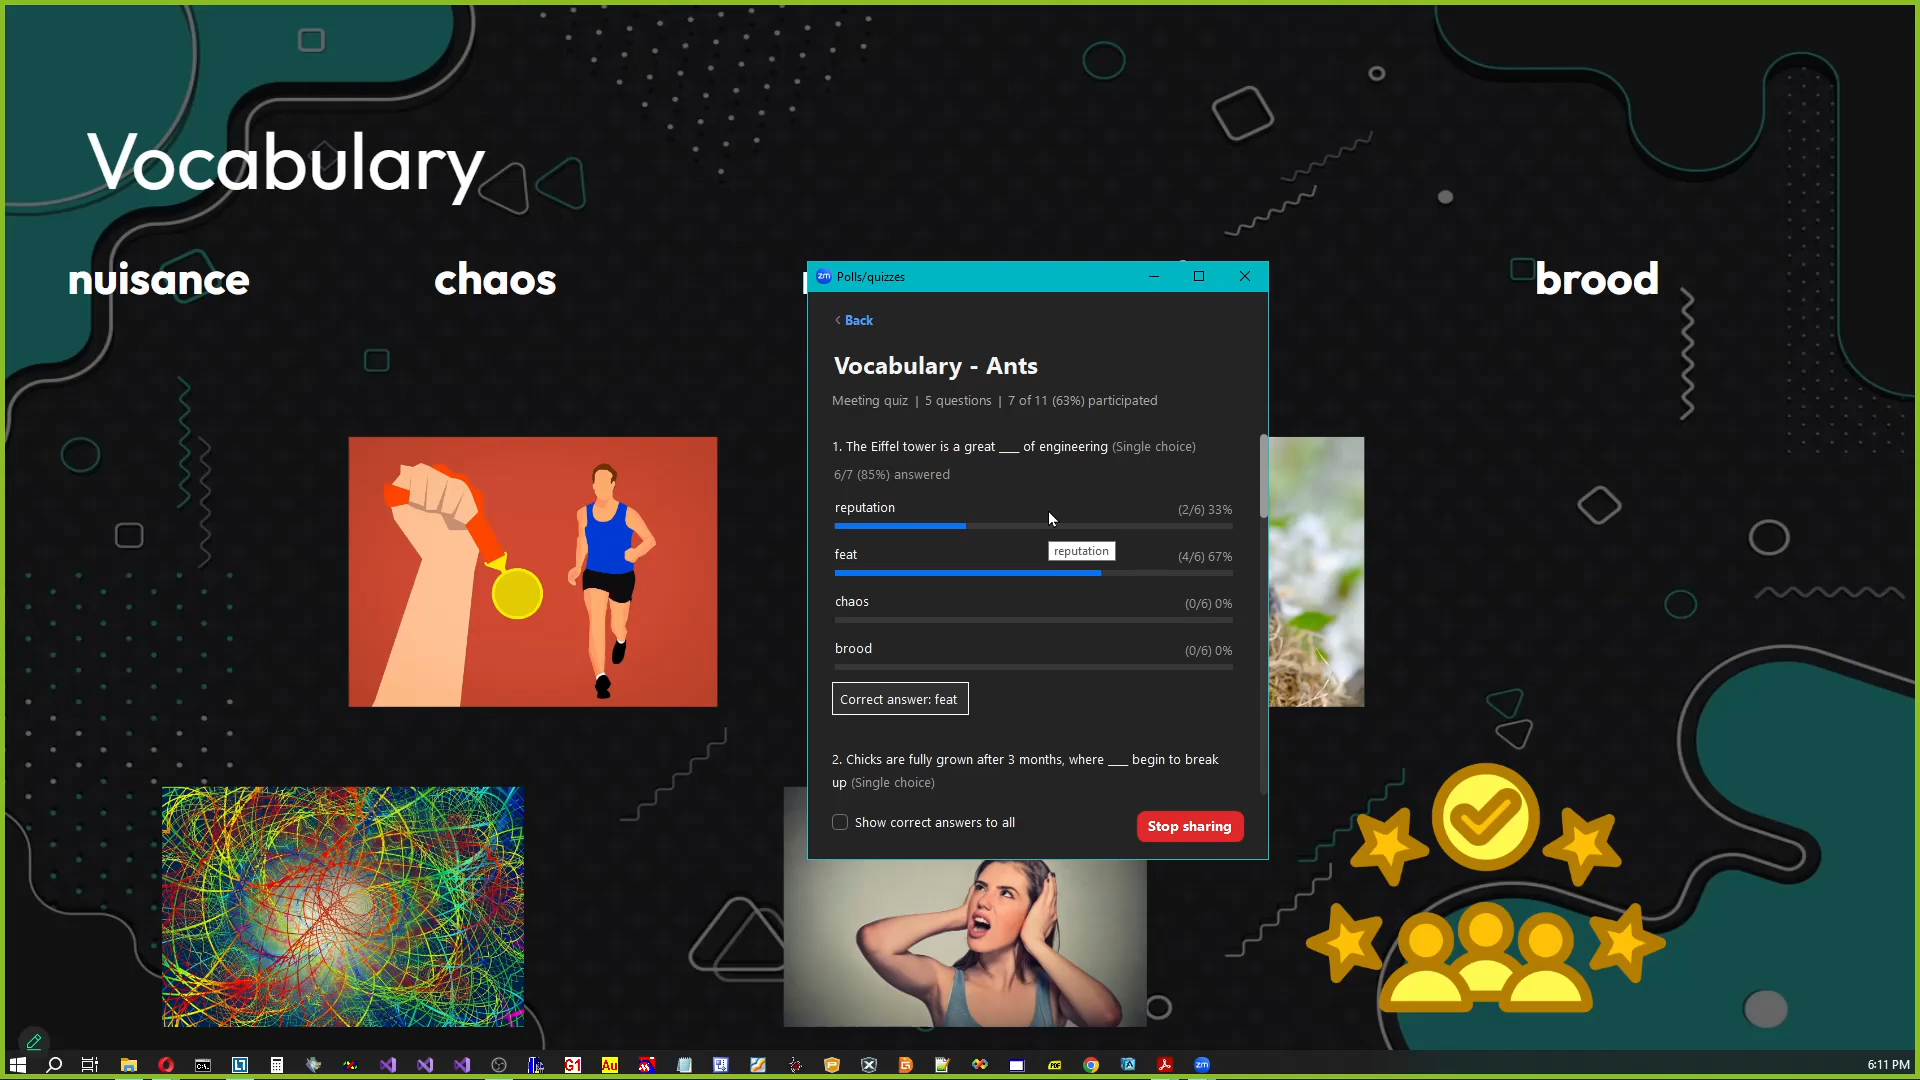 Vocabulary
nuisance
chaos
brood
zm Polls/quizzes
Back
Vocabulary - Ants
Meeting quiz | 5 questions | 7 of 11 (63%) participated
1. The Eiffel tower is a great ___ of engineering (Single choice)
6/7 (85%) answered
reputation (2/6) 33%
reputation
feat (4/6) 67%
chaos (0/6) 0%
brood (0/6) 0%
Correct answer: feat
2. Chicks are fully grown after 3 months, where ___ begin to break
up (Single choice)
Show correct answers to all
Stop sharing
G1
Au
zm
6:11 PM